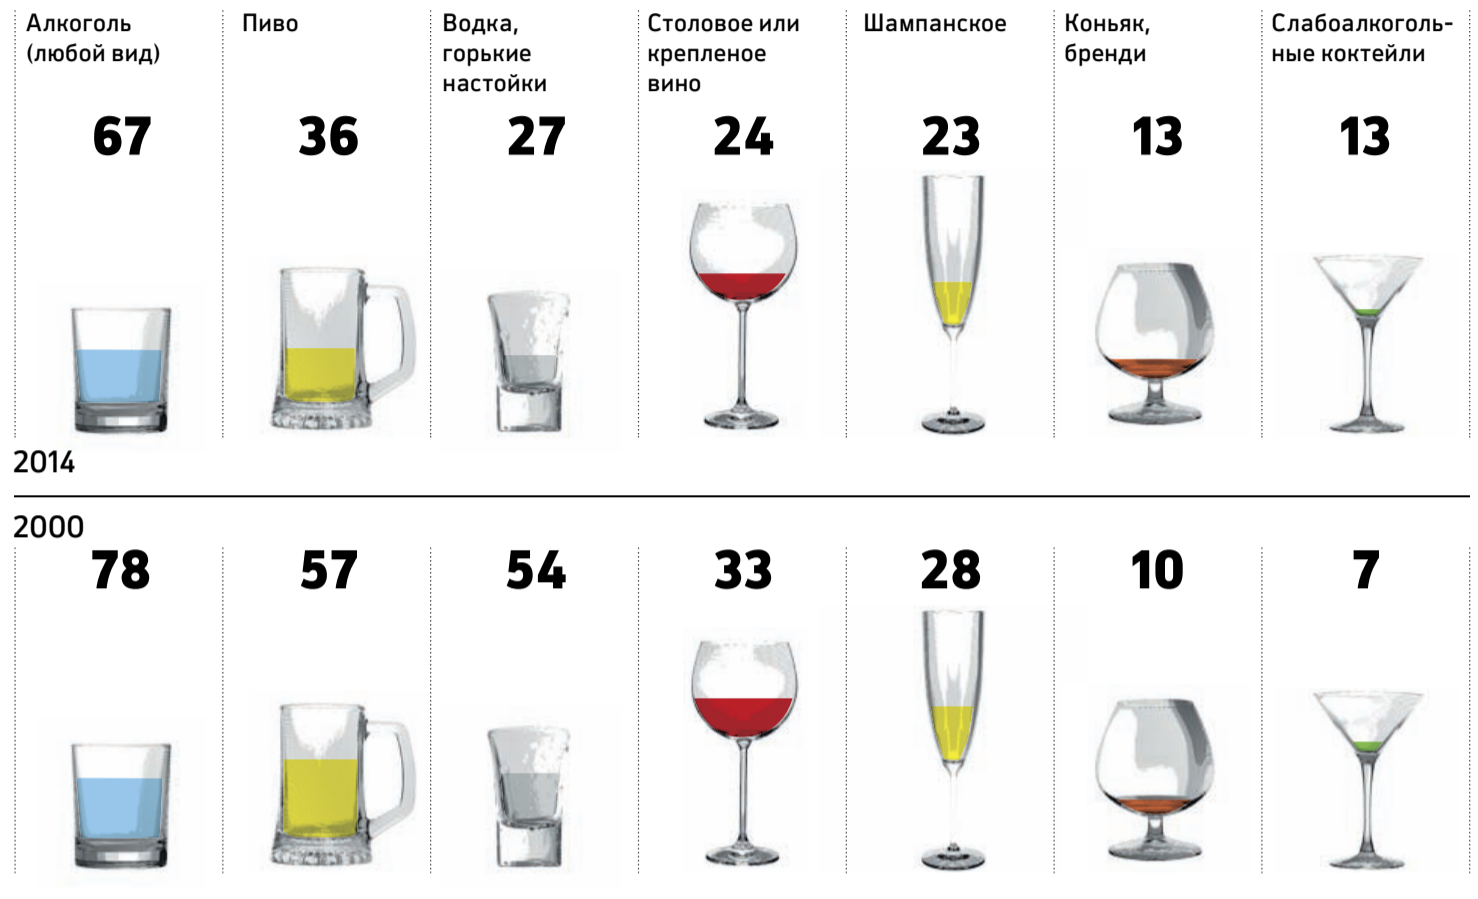 Алкоголь
(любой вид)
Пиво
Водка,
горькие
настойки
Столовое или
крепленое
вино
Шампанское
Коньяк,
бренди
Слабоалкоголь-
ные коктейли
67
36
27
24
23
13
13
2014
2000
78
57
54
33
28
10
7